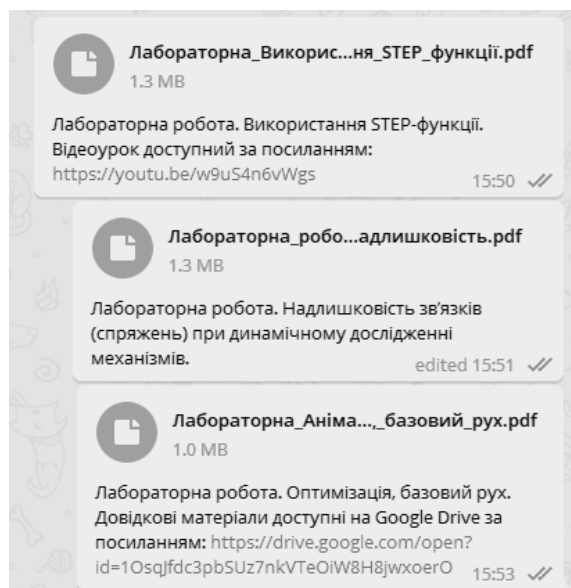 Лабораторна_Викорис...ня_STEP_функції.pdf
1.3 MB
Лабораторна робота. Використання STEP-функції.
Відеоурок доступний за посиланням:
https://youtu.be/w9uS4n6vWgs
15:50
Лабораторна_робо...адлишковість.pdf
1.3 MB
Лабораторна робота. Надлишковість зв’язків
(спряжень) при динамічному дослідженні
механізмів.
edited 15:51
Лабораторна_Аніма...,_базовий_рух.pdf
1.0 MB
Лабораторна робота. Оптимізація, базовий рух.
Довідкові матеріали доступні на Google Drive за
посиланням: https://drive.google.com/open?
id=1OsqJfdc3pbSUz7nkVTeOiW8H8jwxoerO
15:53